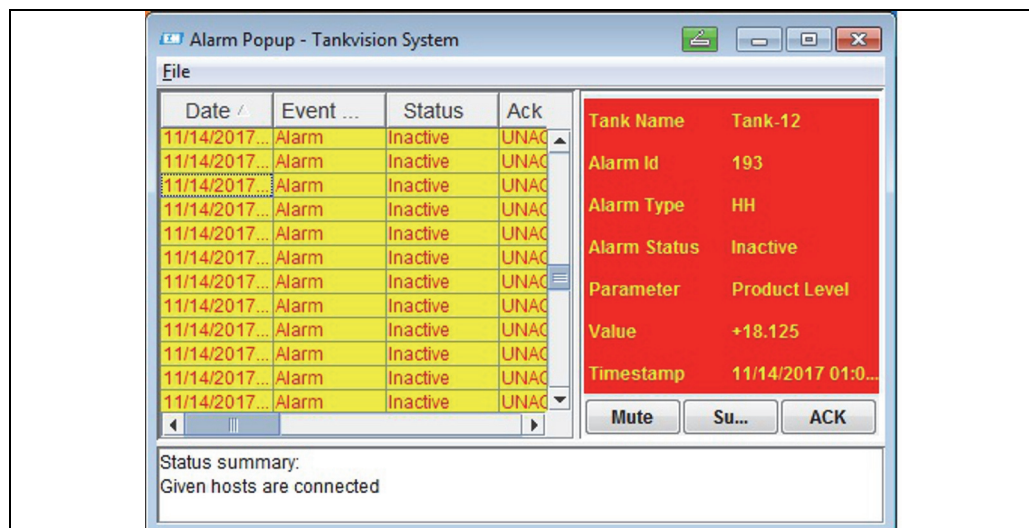 Alarm Popup - Tankvision System
File
Date Event ... Status Ack
11/14/2017... Alarm Inactive UNAC
11/14/2017... Alarm Inactive UNAC
11/14/2017... Alarm Inactive UNAC
11/14/2017... Alarm Inactive UNAC
11/14/2017... Alarm Inactive UNAC
11/14/2017... Alarm Inactive UNAC
11/14/2017... Alarm Inactive UNAC
11/14/2017... Alarm Inactive UNAC
11/14/2017... Alarm Inactive UNAC
11/14/2017... Alarm Inactive UNAC
11/14/2017... Alarm Inactive UNAC
11/14/2017... Alarm Inactive UNAC
Tank Name Tank-12
Alarm Id 193
Alarm Type HH
Alarm Status Inactive
Parameter Product Level
Value +18.125
Timestamp 11/14/2017 01:0...
Mute Su... ACK
Status summary:
Given hosts are connected